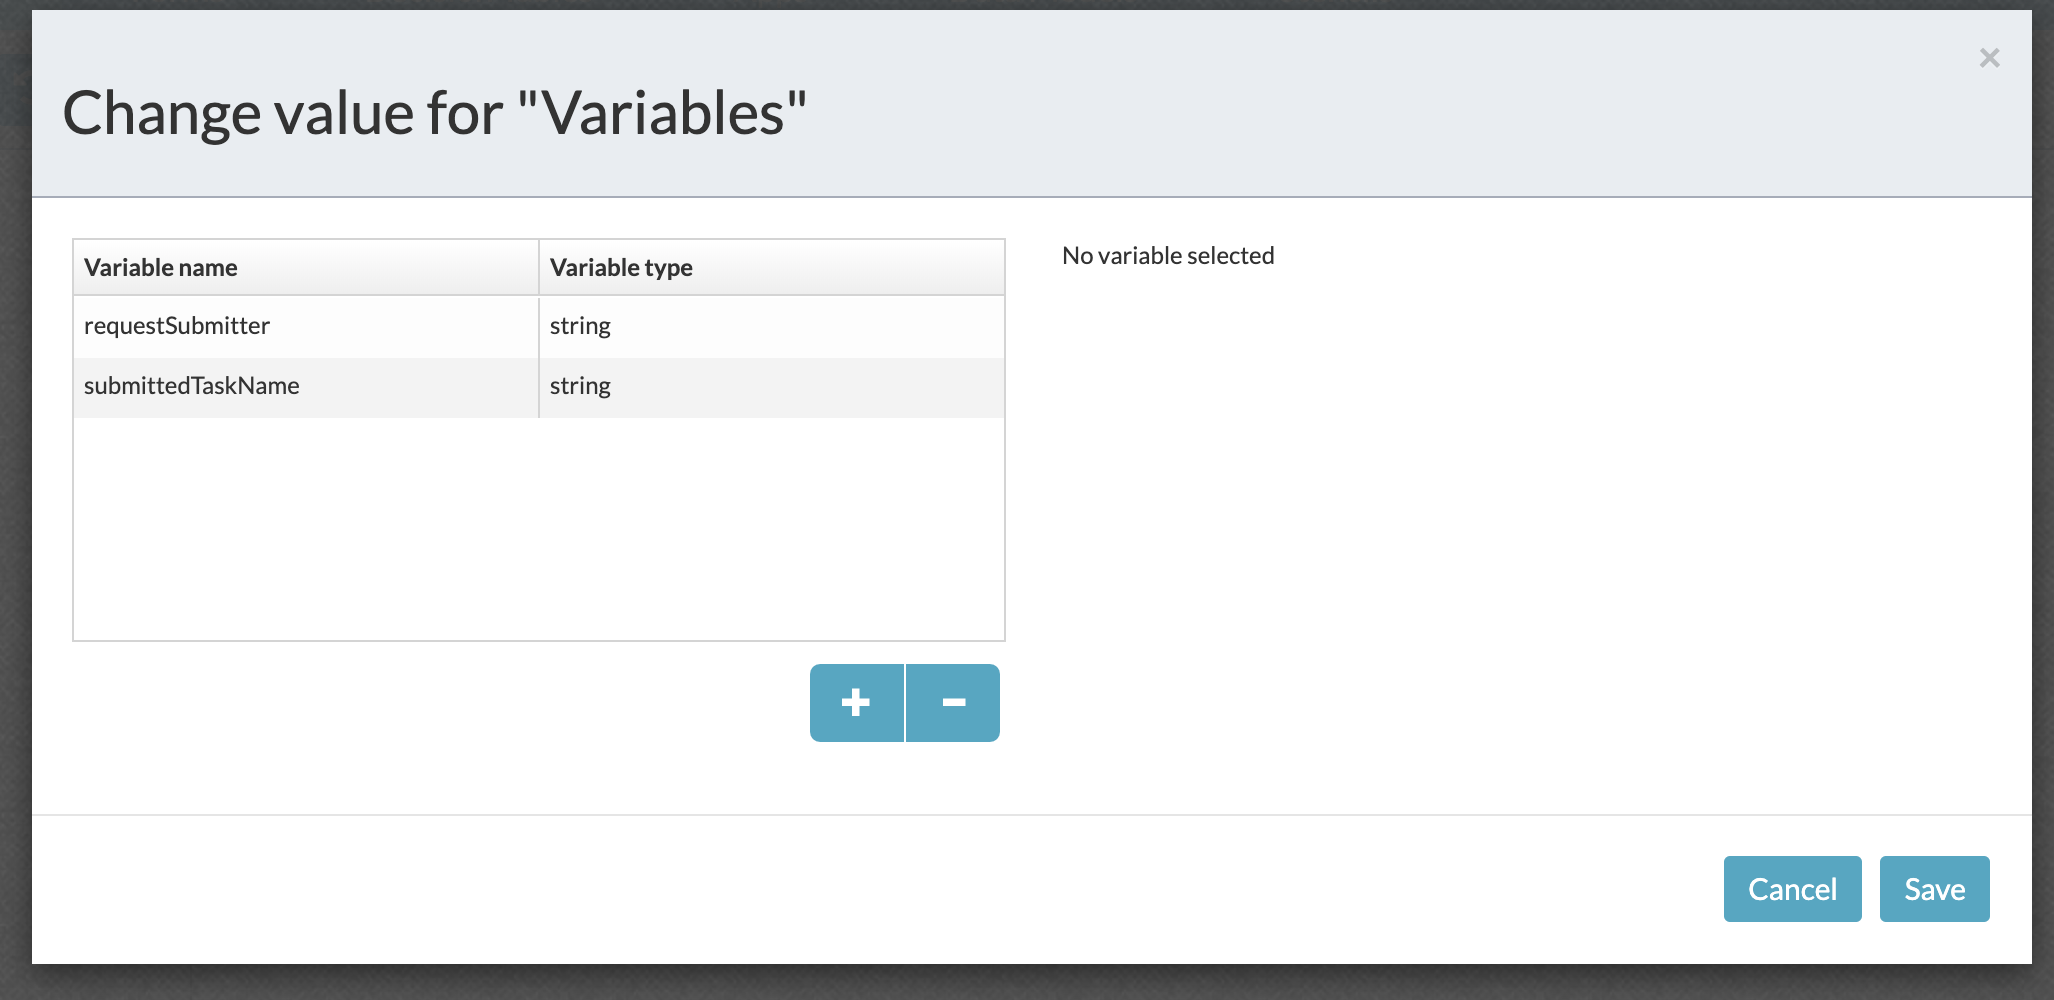 Change value for "Variables"
×
Variable name Variable type
requestSubmitter string
submittedTaskName string
No variable selected
Cancel Save